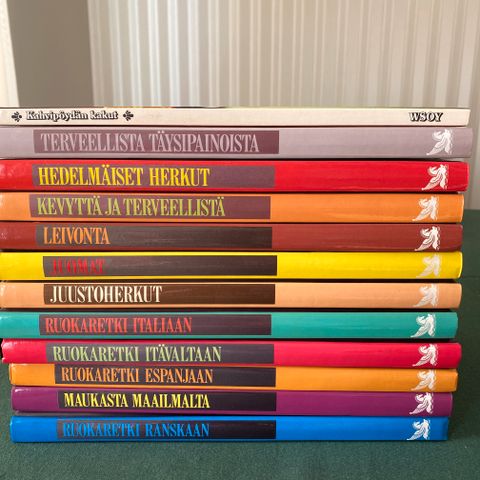 Kahvipöydän kakut WSOY
TERVEELLISTA TÄYSIPAINOISTA
HEDELMÄISET HERKUT
KEVYTTÄ JA TERVEELLISTÄ
LEIVONTA
JUOMAT
JUUSTOHERKUT
RUOKARETKI ITALIAAN
RUOKARETKI ITÄVALTAAN
RUOKARETKI ESPANJAAN
MAUKASTA MAAILMALTA
RUOKARETKI RANSKAAN